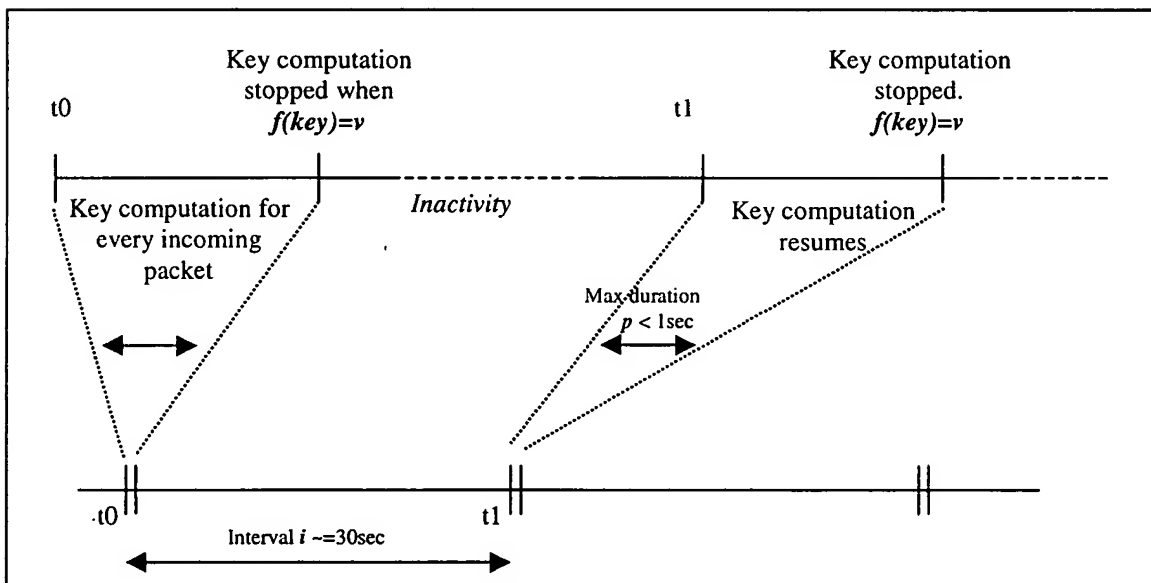 Key computation
stopped when
f(key)=v
Key computation
stopped.
f(key)=v
t0
t1
Key computation for
every incoming
packet
Inactivity
Key computation
resumes
Max duration
p < 1sec
t0
t1
Interval i ~=30sec